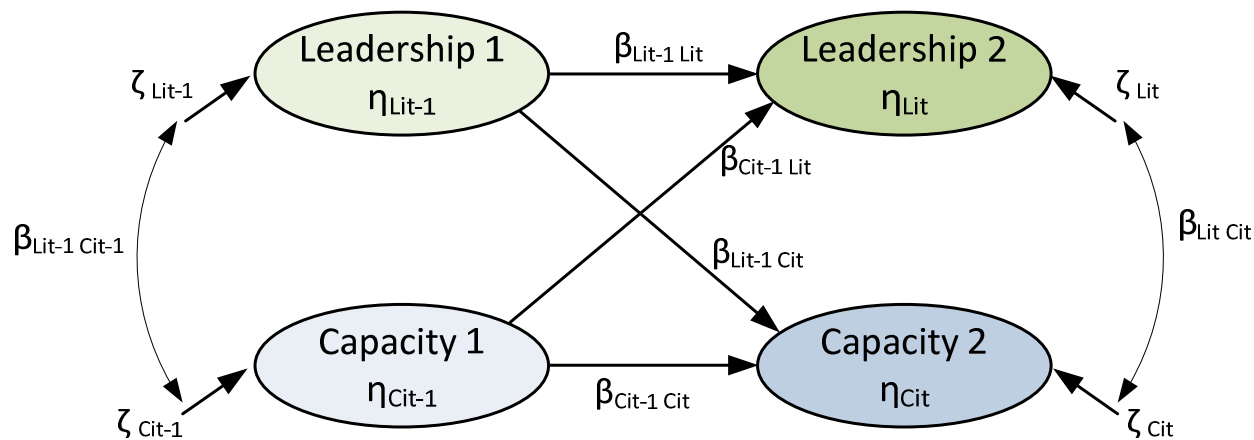 Leadership 1
ηLit-1
βLit-1 Lit
Leadership 2
ηLit
ζ Lit-1
ζ Lit
βCit-1 Lit
βLit-1 Cit-1
βLit-1 Cit
βLit Cit
Capacity 1
ηCit-1
βCit-1 Cit
Capacity 2
ηCit
ζ Cit-1
ζ Cit